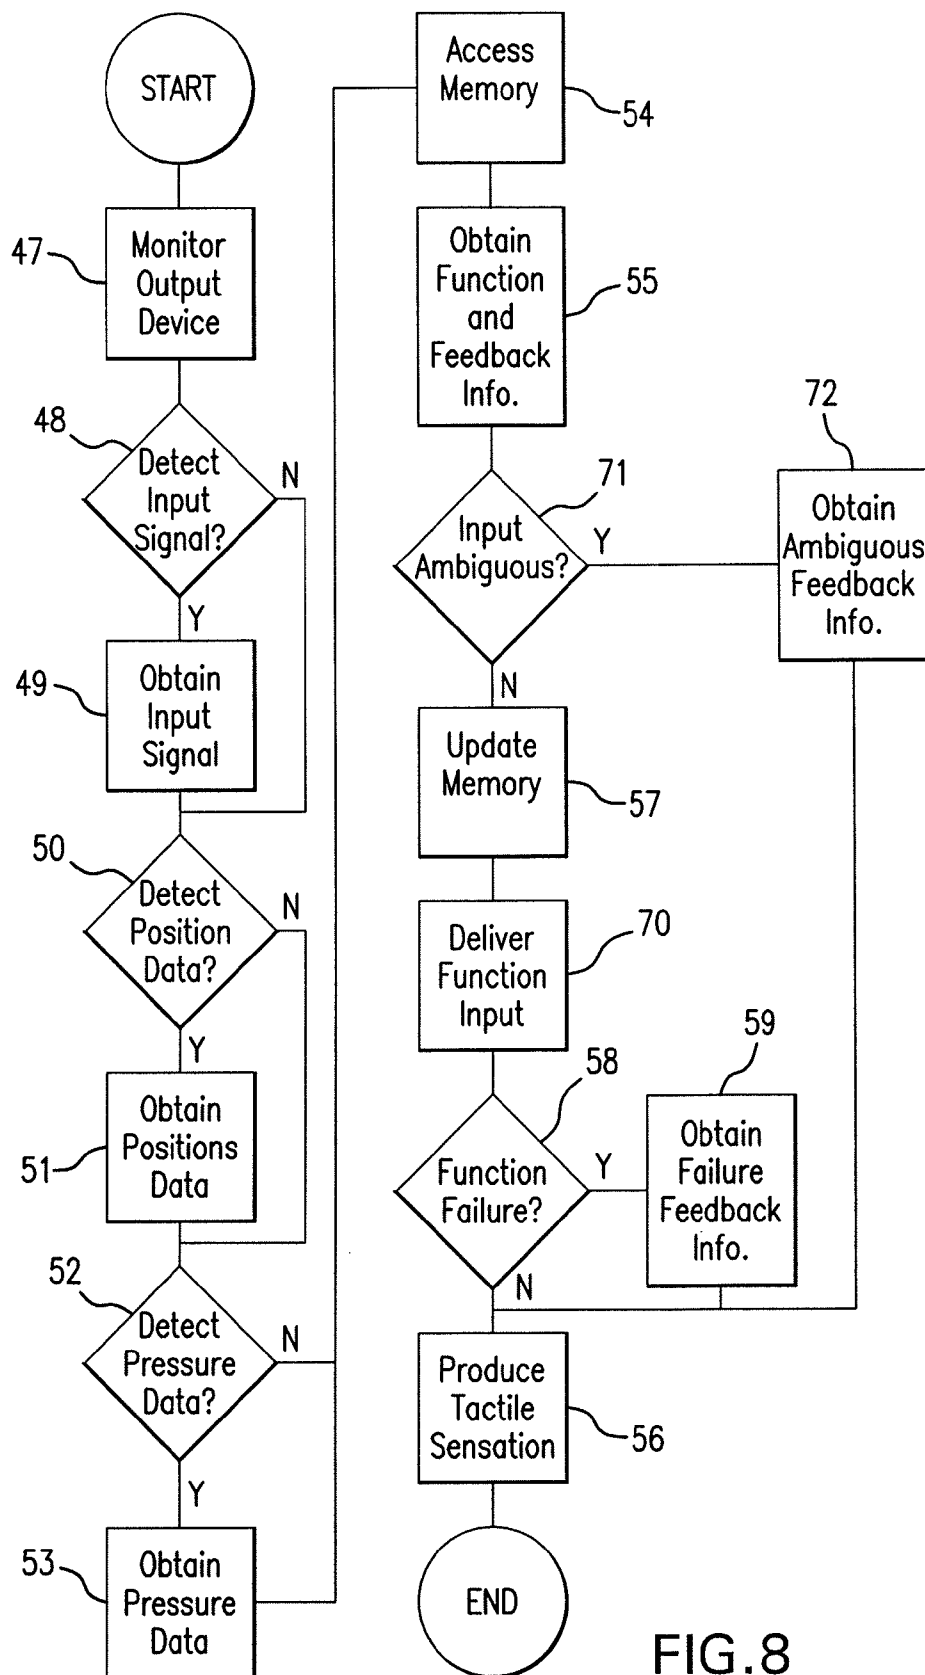 START
47
Monitor
Output
Device
48
Detect
Input
Signal?
N
Y
49
Obtain
Input
Signal
50
Detect
Position
Data?
N
Y
51
Obtain
Positions
Data
52
Detect
Pressure
Data?
N
Y
53
Obtain
Pressure
Data
Access
Memory
54
Obtain
Function
and
Feedback
Info.
55
Input
Ambiguous?
71
Y
N
72
Obtain
Ambiguous
Feedback
Info.
Update
Memory
57
Deliver
Function
Input
70
58
Function
Failure?
Y
N
59
Obtain
Failure
Feedback
Info.
Produce
Tactile
Sensation
56
END
FIG.8